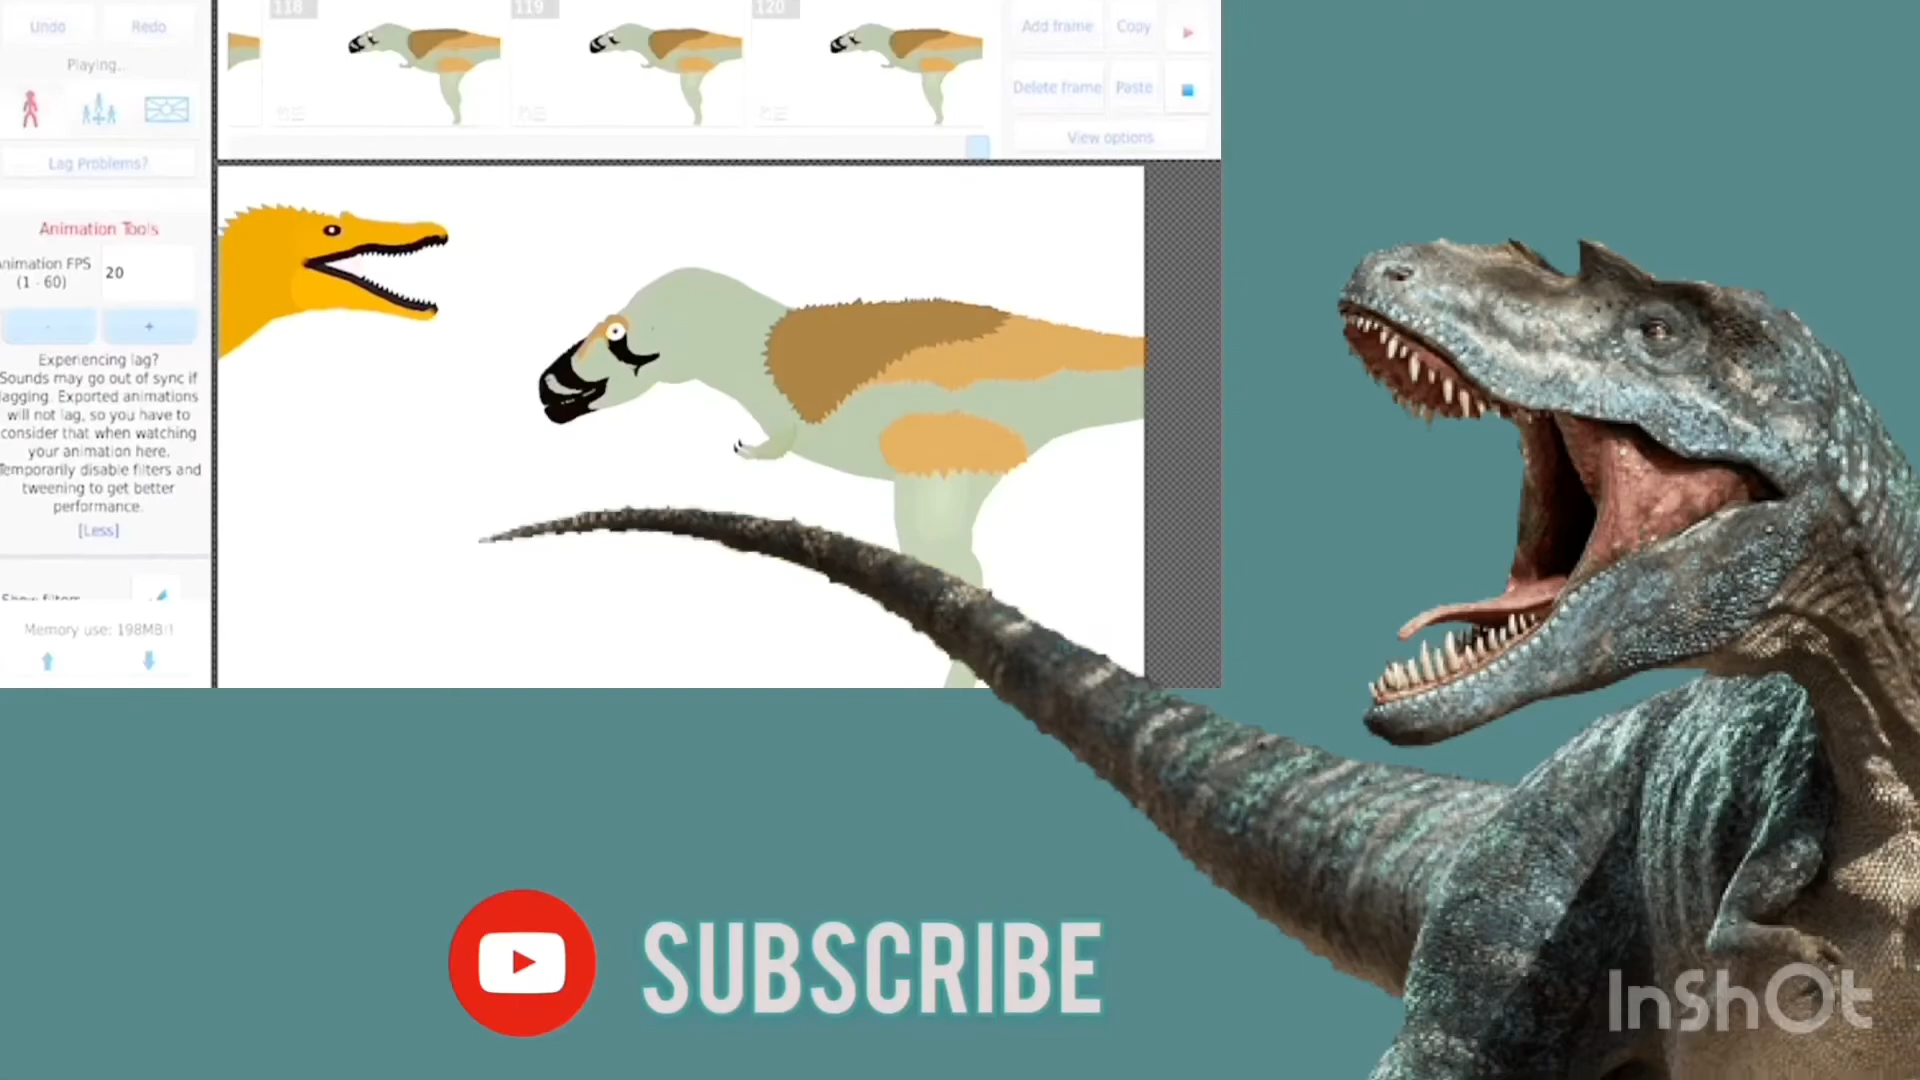 Undo Redo
Playing..
Lag Problems?
Animation Tools
nimation FPS
(1 - 60)
20
- +
Experiencing lag?
Sounds may go out of sync if
lagging. Exported animations
will not lag, so you have to
consider that when watching
your animation here.
Temporarily disable filters and
tweening to get better
performance.
[Less]
Show filters
Memory use: 198MB!!
118 119 120
Add frame Copy
Delete frame Paste
View options
SUBSCRIBE
InShOt